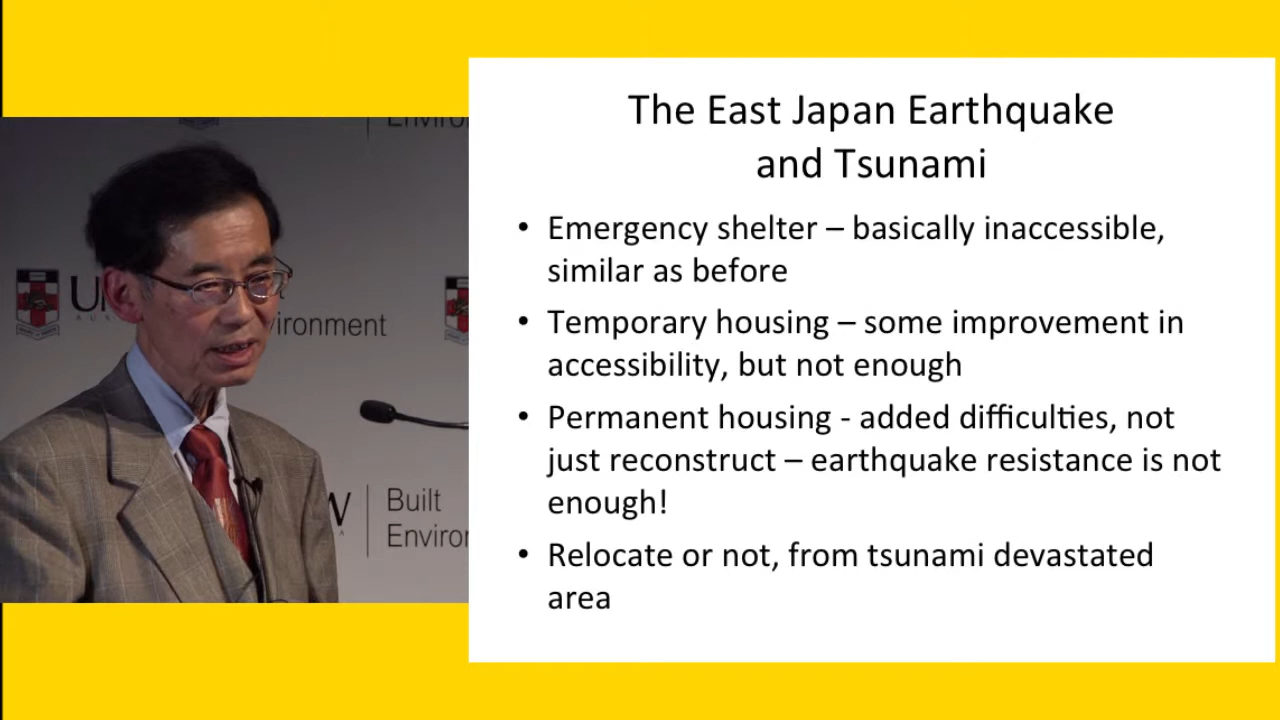 The East Japan Earthquake
and Tsunami
• Emergency shelter – basically inaccessible,
similar as before
• Temporary housing – some improvement in
accessibility, but not enough
• Permanent housing - added difficulties, not
just reconstruct – earthquake resistance is not
enough!
• Relocate or not, from tsunami devastated
area
Built